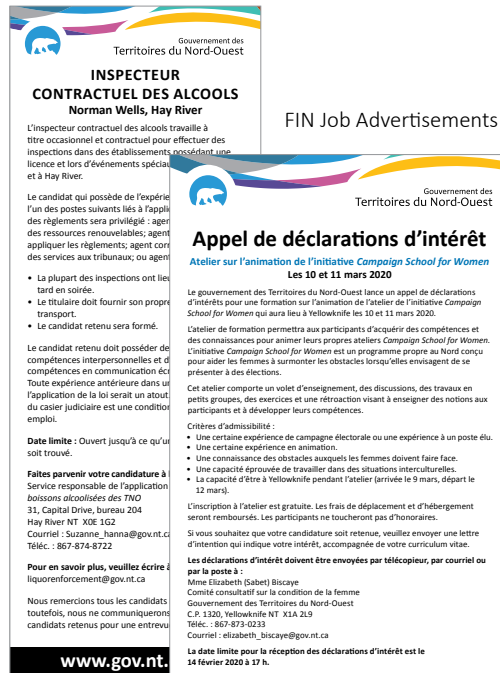 Gouvernement des
Territoires du Nord-Ouest
INSPECTEUR
CONTRACTUEL DES ALCOOLS
Norman Wells, Hay River
L'inspecteur contractuel des alcools travaille à
titre occasionnel et contractuel pour effectuer des
inspections dans des établissements possédant une
licence et lors d'événements spéciau
et à Hay River.
Le candidat qui possède de l'expérie
l'un des postes suivants liés à l'appli
des règlements sera privilégié : agen
des ressources renouvelables; agent
appliquer les règlements; agent corr
des services aux tribunaux; ou agent
• La plupart des inspections ont lieu
tard en soirée.
• Le titulaire doit fournir son propre
transport.
• Le candidat retenu sera formé.
Le candidat retenu doit posséder de
compétences interpersonnelles et d
compétences en communication écr
Toute expérience antérieure dans un
l'application de la loi serait un atout.
du casier judiciaire est une condition
emploi.
Date limite : Ouvert jusqu'à ce qu'un
soit trouvé.
Faites parvenir votre candidature à l
Service responsable de l'application
boissons alcoolisées des TNO
31, Capital Drive, bureau 204
Hay River NT X0E 1G2
Courriel : Suzanne_hanna@gov.nt.ca
Téléc. : 867-874-8722
Pour en savoir plus, veuillez écrire à
liquorenforcement@gov.nt.ca
Nous remercions tous les candidats
toutefois, nous ne communiquerons
candidats retenus pour une entrevu
www.gov.nt.
FIN Job Advertisements
Gouvernement des
Territoires du Nord-Ouest
Appel de déclarations d'intérêt
Atelier sur l'animation de l'initiative Campaign School for Women
Les 10 et 11 mars 2020
Le gouvernement des Territoires du Nord-Ouest lance un appel de déclarations
d'intérêts pour une formation sur l'animation de l'atelier de l'initiative Campaign
School for Women qui aura lieu à Yellowknife les 10 et 11 mars 2020.
L'atelier de formation permettra aux participants d'acquérir des compétences et
des connaissances pour animer leurs propres ateliers Campaign School for Women.
L'initiative Campaign School for Women est un programme propre au Nord conçu
pour aider les femmes à surmonter les obstacles lorsqu'elles envisagent de se
présenter à des élections.
Cet atelier comporte un volet d'enseignement, des discussions, des travaux en
petits groupes, des exercices et une rétroaction visant à enseigner des notions aux
participants et à développer leurs compétences.
Critères d'admissibilité :
• Une certaine expérience de campagne électorale ou une expérience à un poste élu.
• Une certaine expérience en animation.
• Une connaissance des obstacles auxquels les femmes doivent faire face.
• Une capacité éprouvée de travailler dans des situations interculturelles.
• La capacité d'être à Yellowknife pendant l'atelier (arrivée le 9 mars, départ le
12 mars).
L'inscription à l'atelier est gratuite. Les frais de déplacement et d'hébergement
seront remboursés. Les participants ne toucheront pas d'honoraires.
Si vous souhaitez que votre candidature soit retenue, veuillez envoyer une lettre
d'intention qui indique votre intérêt, accompagnée de votre curriculum vitae.
Les déclarations d'intérêt doivent être envoyées par télécopieur, par courriel ou
par la poste à :
Mme Elizabeth (Sabet) Biscaye
Comité consultatif sur la condition de la femme
Gouvernement des Territoires du Nord-Ouest
C.P. 1320, Yellowknife NT X1A 2L9
Téléc. : 867-873-0233
Courriel : elizabeth_biscaye@gov.nt.ca
La date limite pour la réception des déclarations d'intérêt est le
14 février 2020 à 17 h.